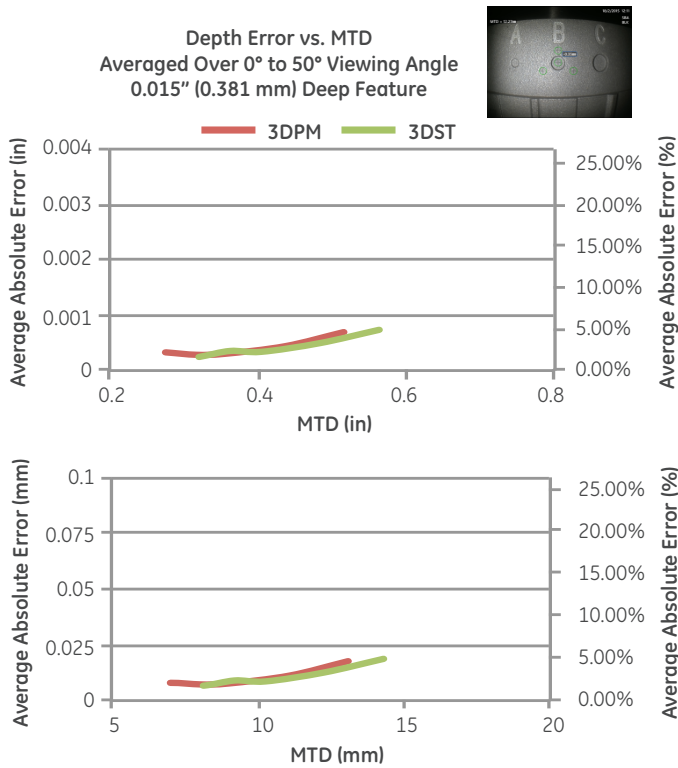 Depth Error vs. MTD
Averaged Over 0° to 50° Viewing Angle
0.015” (0.381 mm) Deep Feature
A B C
3DPM 3DST
Average Absolute Error (in)
0.004
0.003
0.002
0.001
0
25.00%
20.00%
15.00%
10.00%
5.00%
0.00%
Average Absolute Error (%)
0.2 0.4 0.6 0.8
MTD (in)
Average Absolute Error (mm)
0.1
0.075
0.05
0.025
0
25.00%
20.00%
15.00%
10.00%
5.00%
0.00%
Average Absolute Error (%)
5 10 15 20
MTD (mm)